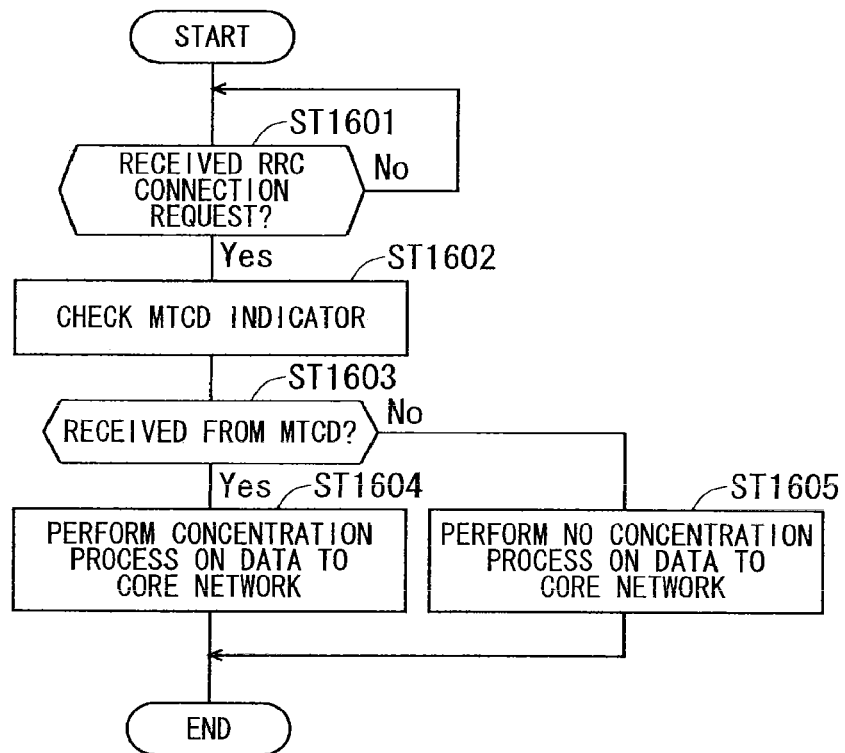 START
ST1601
RECEIVED RRC
CONNECTION
REQUEST?
No
Yes
ST1602
CHECK MTCD INDICATOR
ST1603
RECEIVED FROM MTCD?
No
Yes
ST1604
PERFORM CONCENTRATION
PROCESS ON DATA TO
CORE NETWORK
ST1605
PERFORM NO CONCENTRATION
PROCESS ON DATA TO
CORE NETWORK
END